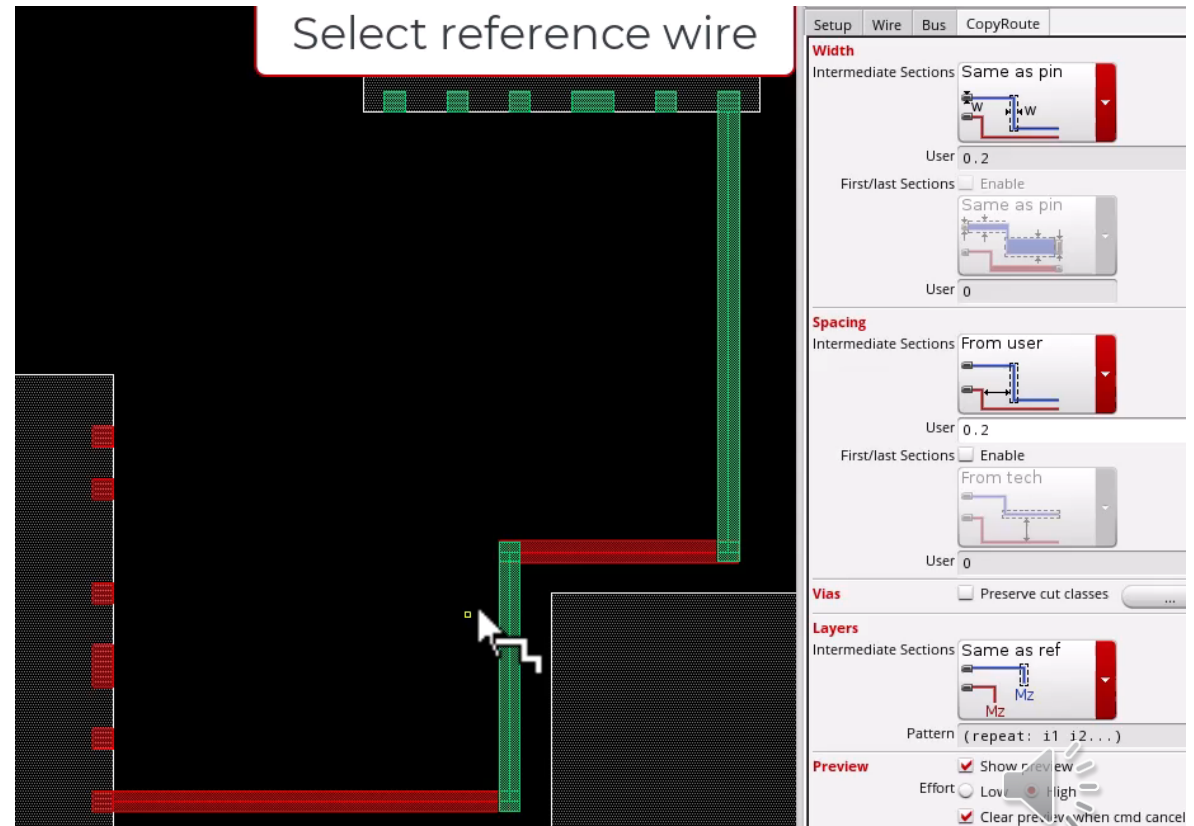 Select reference wire
Setup Wire Bus CopyRoute
Width
Intermediate Sections Same as pin
W
W
User 0.2
First/last Sections Enable
Same as pin
User 0
Spacing
Intermediate Sections From user
User 0.2
First/last Sections Enable
From tech
User 0
Vias Preserve cut classes ...
Layers
Intermediate Sections Same as ref
Mz
Mz
Pattern (repeat: i1 i2...)
Preview Show preview
Effort Low High
Clear preview when cmd cancel